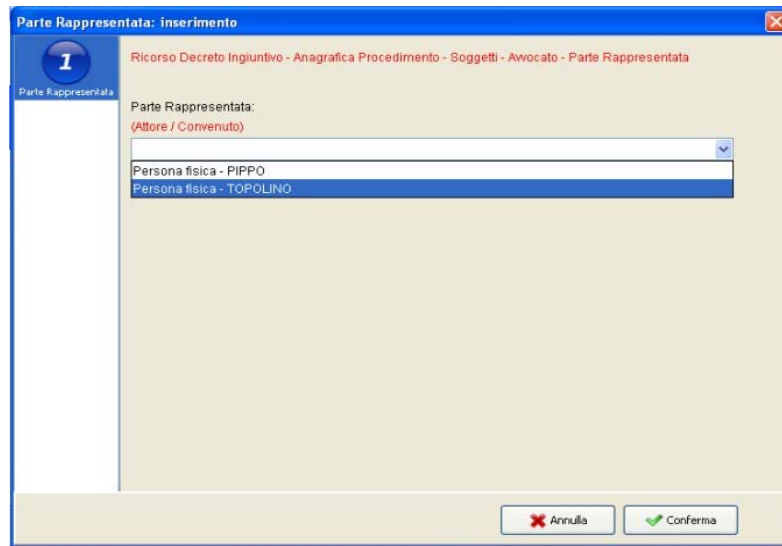 Parte Rappresentata: inserimento
1
Parte Rappresentata
Ricorso Decreto Ingiuntivo - Anagrafica Procedimento - Soggetti - Avvocato - Parte Rappresentata
Parte Rappresentata:
(Attore / Convenuto)
Persona fisica - PIPPO
Persona fisica - TOPOLINO
Annulla
Conferma